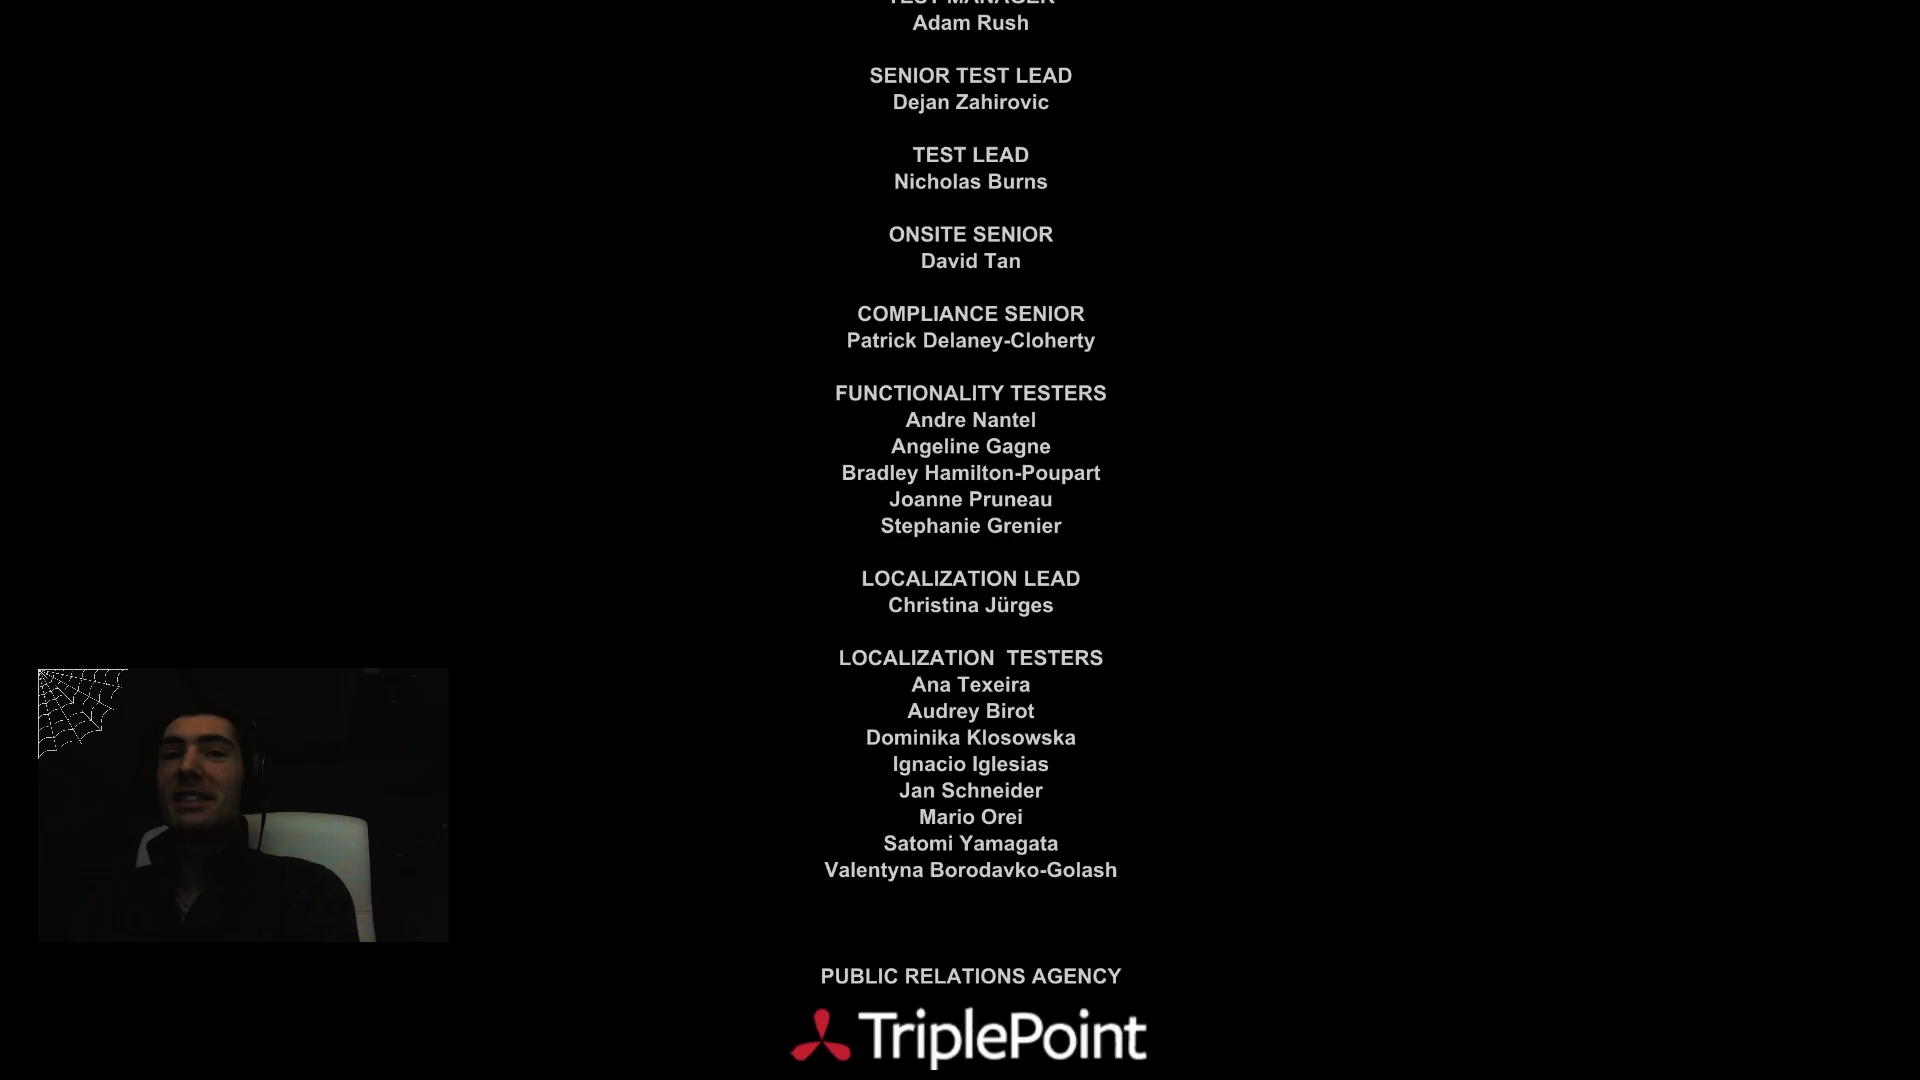 TEST MANAGER
Adam Rush
SENIOR TEST LEAD
Dejan Zahirovic
TEST LEAD
Nicholas Burns
ONSITE SENIOR
David Tan
COMPLIANCE SENIOR
Patrick Delaney-Cloherty
FUNCTIONALITY TESTERS
Andre Nantel
Angeline Gagne
Bradley Hamilton-Poupart
Joanne Pruneau
Stephanie Grenier
LOCALIZATION LEAD
Christina Jürges
LOCALIZATION  TESTERS
Ana Texeira
Audrey Birot
Dominika Klosowska
Ignacio Iglesias
Jan Schneider
Mario Orei
Satomi Yamagata
Valentyna Borodavko-Golash
PUBLIC RELATIONS AGENCY
TriplePoint